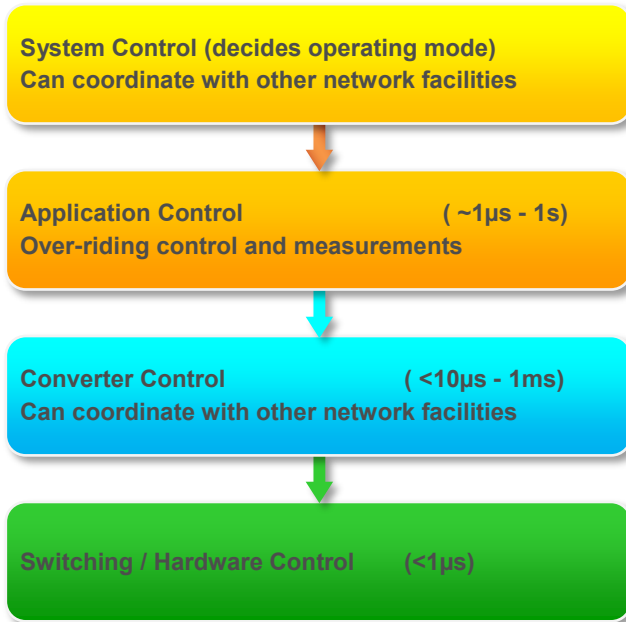 System Control (decides operating mode)
Can coordinate with other network facilities
Application Control ( ~1μs - 1s)
Over-riding control and measurements
Converter Control ( <10μs - 1ms)
Can coordinate with other network facilities
Switching / Hardware Control (<1μs)